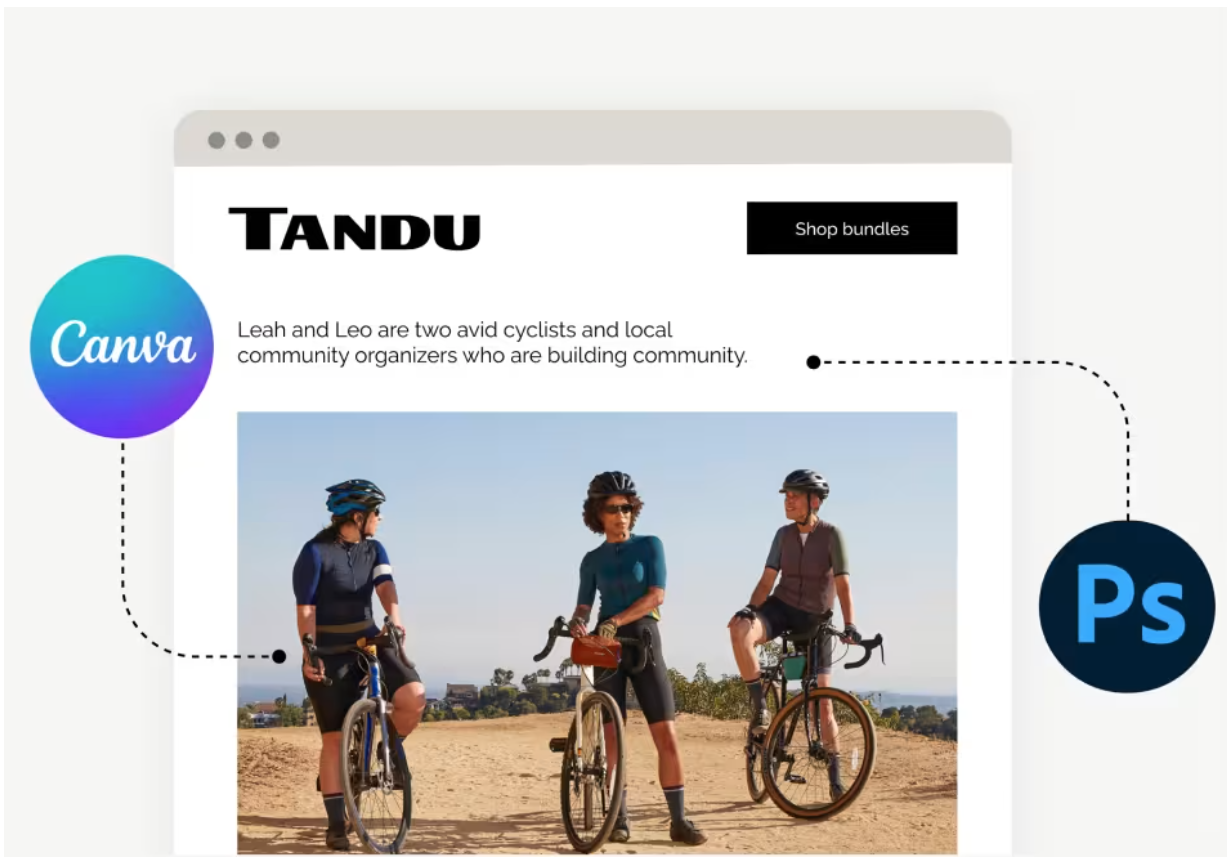 TANDU
Shop bundles
Canva
Leah and Leo are two avid cyclists and local
community organizers who are building community.
Ps